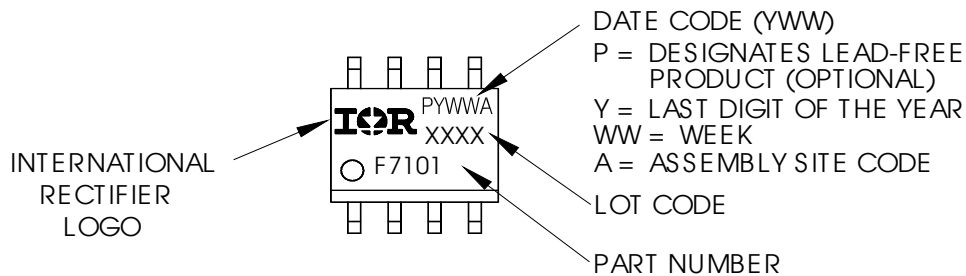 DATE CODE (YWW)
P = DESIGNATES LEAD-FREE
PRODUCT (OPTIONAL)
Y = LAST DIGIT OF THE YEAR
WW = WEEK
A = ASSEMBLY SITE CODE
LOT CODE
PART NUMBER
INTERNATIONAL
RECTIFIER
LOGO
IOR
PYWWA
XXXX
F7101